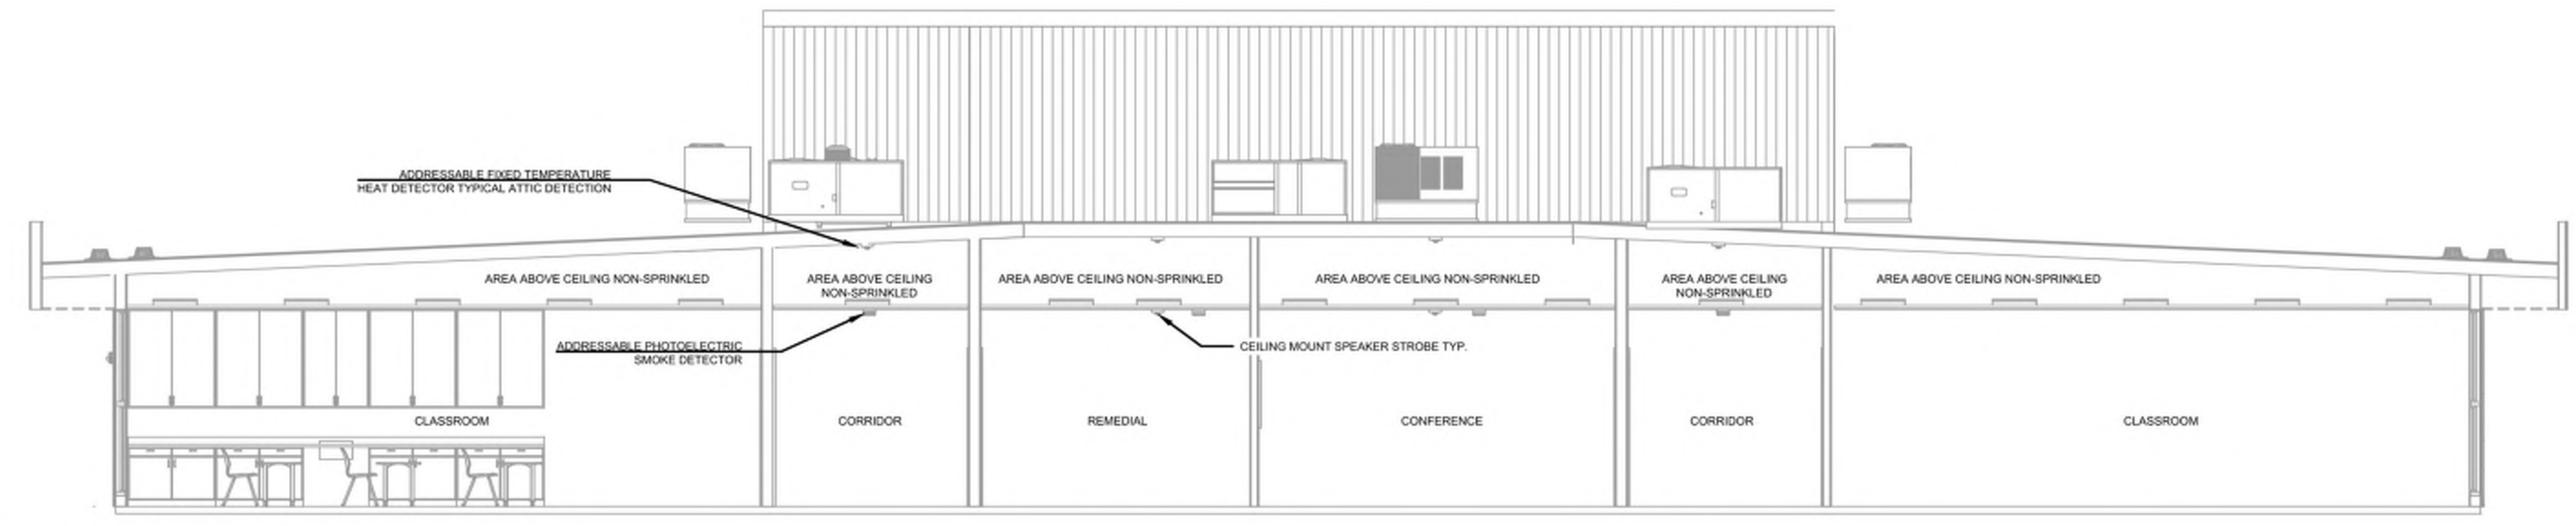 ADDRESSABLE FIXED TEMPERATURE
HEAT DETECTOR TYPICAL ATTIC DETECTION
AREA ABOVE CEILING NON-SPRINKLED
AREA ABOVE CEILING
NON-SPRINKLED
AREA ABOVE CEILING NON-SPRINKLED
AREA ABOVE CEILING NON-SPRINKLED
AREA ABOVE CEILING
NON-SPRINKLED
AREA ABOVE CEILING NON-SPRINKLED
ADDRESSABLE PHOTOELECTRIC
SMOKE DETECTOR
CEILING MOUNT SPEAKER STROBE TYP.
CLASSROOM
CORRIDOR
REMEDIAL
CONFERENCE
CORRIDOR
CLASSROOM